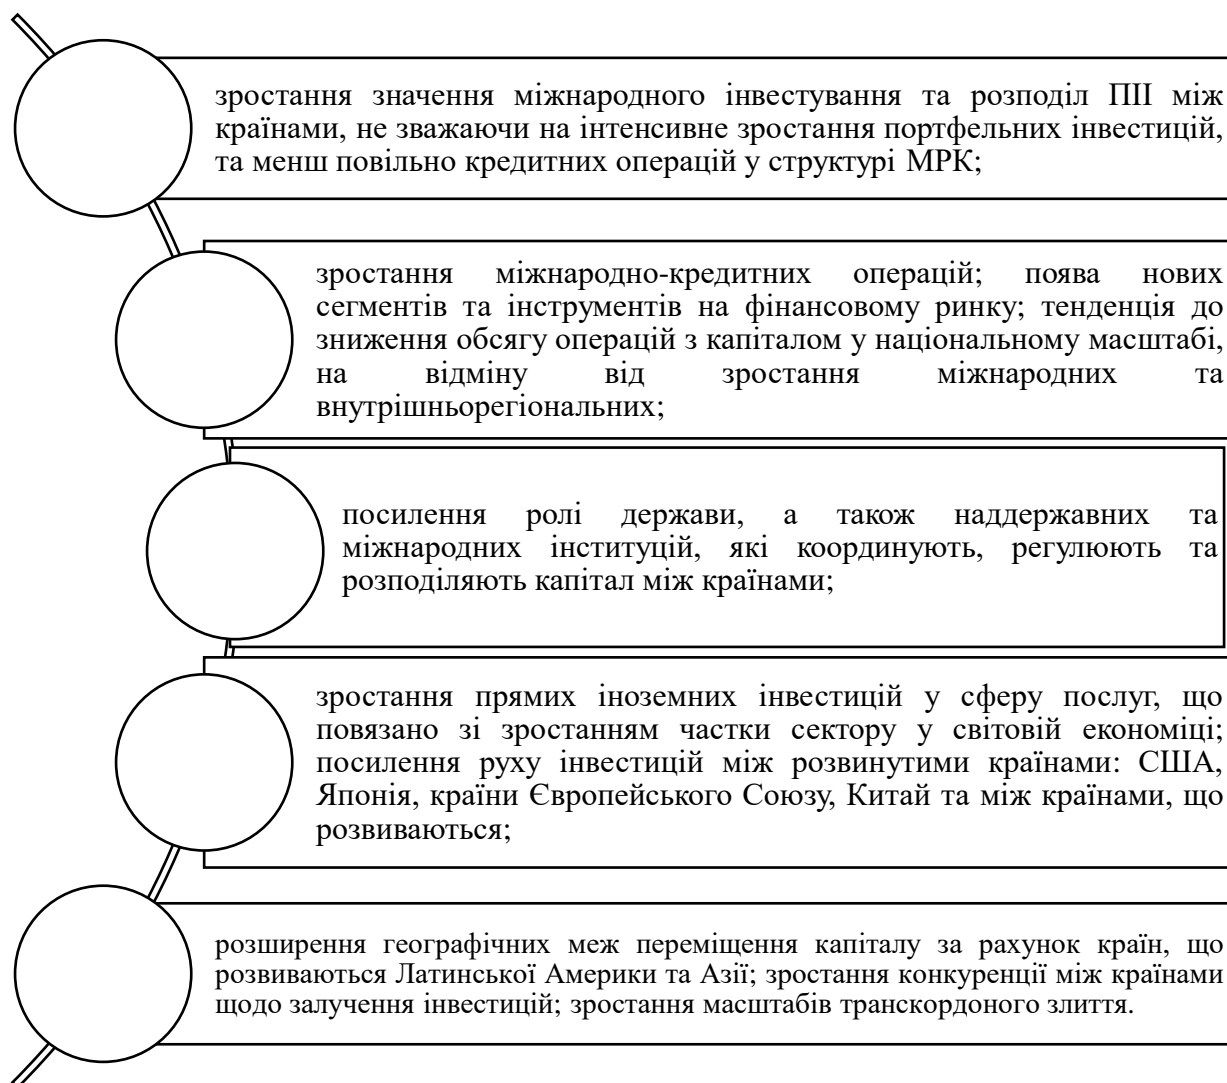 зростання значення міжнародного інвестування та розподіл ПІІ між
країнами, не зважаючи на інтенсивне зростання портфельних інвестицій,
та менш повільно кредитних операцій у структурі МРК;
зростання міжнародно-кредитних операцій; поява нових
сегментів та інструментів на фінансовому ринку; тенденція до
зниження обсягу операцій з капіталом у національному масштабі,
на відміну від зростання міжнародних та
внутрішньорегіональних;
посилення ролі держави, а також наддержавних та
міжнародних інституцій, які координують, регулюють та
розподіляють капітал між країнами;
зростання прямих іноземних інвестицій у сферу послуг, що
повязано зі зростанням частки сектору у світовій економіці;
посилення руху інвестицій між розвинутими країнами: США,
Японія, країни Європейського Союзу, Китай та між країнами, що
розвиваються;
розширення географічних меж переміщення капіталу за рахунок країн, що
розвиваються Латинської Америки та Азії; зростання конкуренції між країнами
щодо залучення інвестицій; зростання масштабів транскордоного злиття.